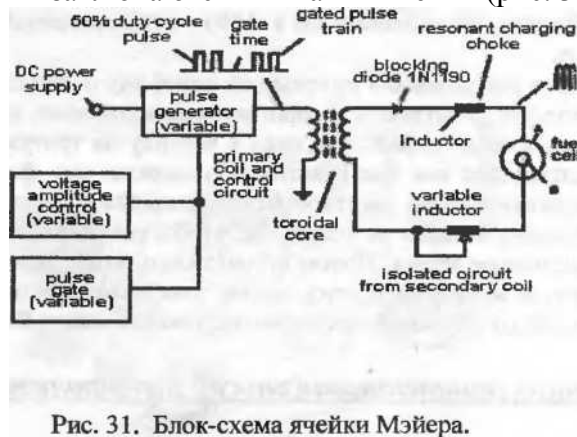 50% duty-cycle
pulse
gate
time
gated pulse
train
resonant charging
choke
DC power
supply
blocking
diode 1N1190
pulse
generator
(variable)
inductor
fuel
cell
primary
coil and
control
circuit
voltage
amplitude
control
(variable)
variable
inductor
toroidal
core
pulse
gate
(variable)
isolated circuit
from secondary coil
Рис. 31. Блок-схема ячейки Мэйера.